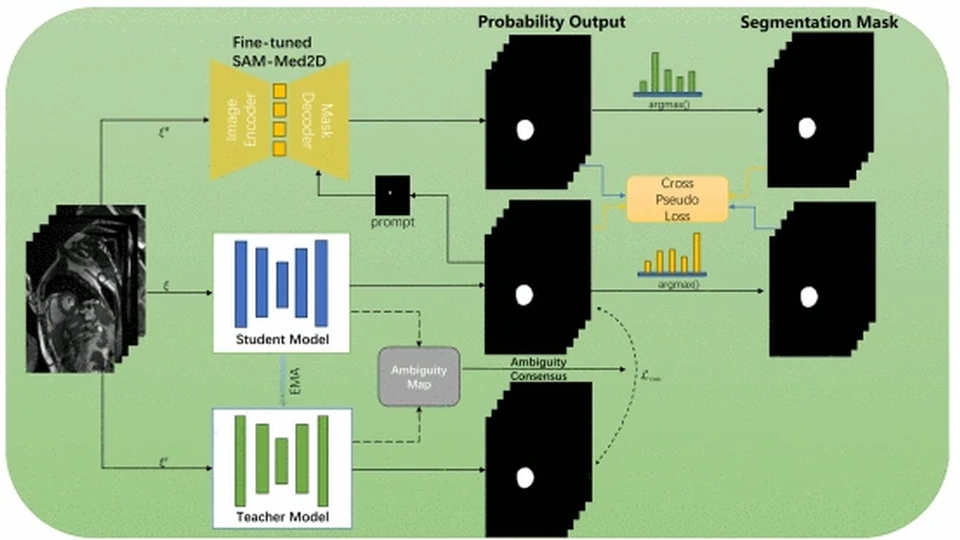 Probability Output
Segmentation Mask
Fine-tuned
SAM-Med2D
Image
Encoder
Mask
Decoder
argmax()
Cross
Pseudo
Loss
prompt
argmax()
Student Model
EMA
Ambiguity
Map
Ambiguity
Consensus
Teacher Model